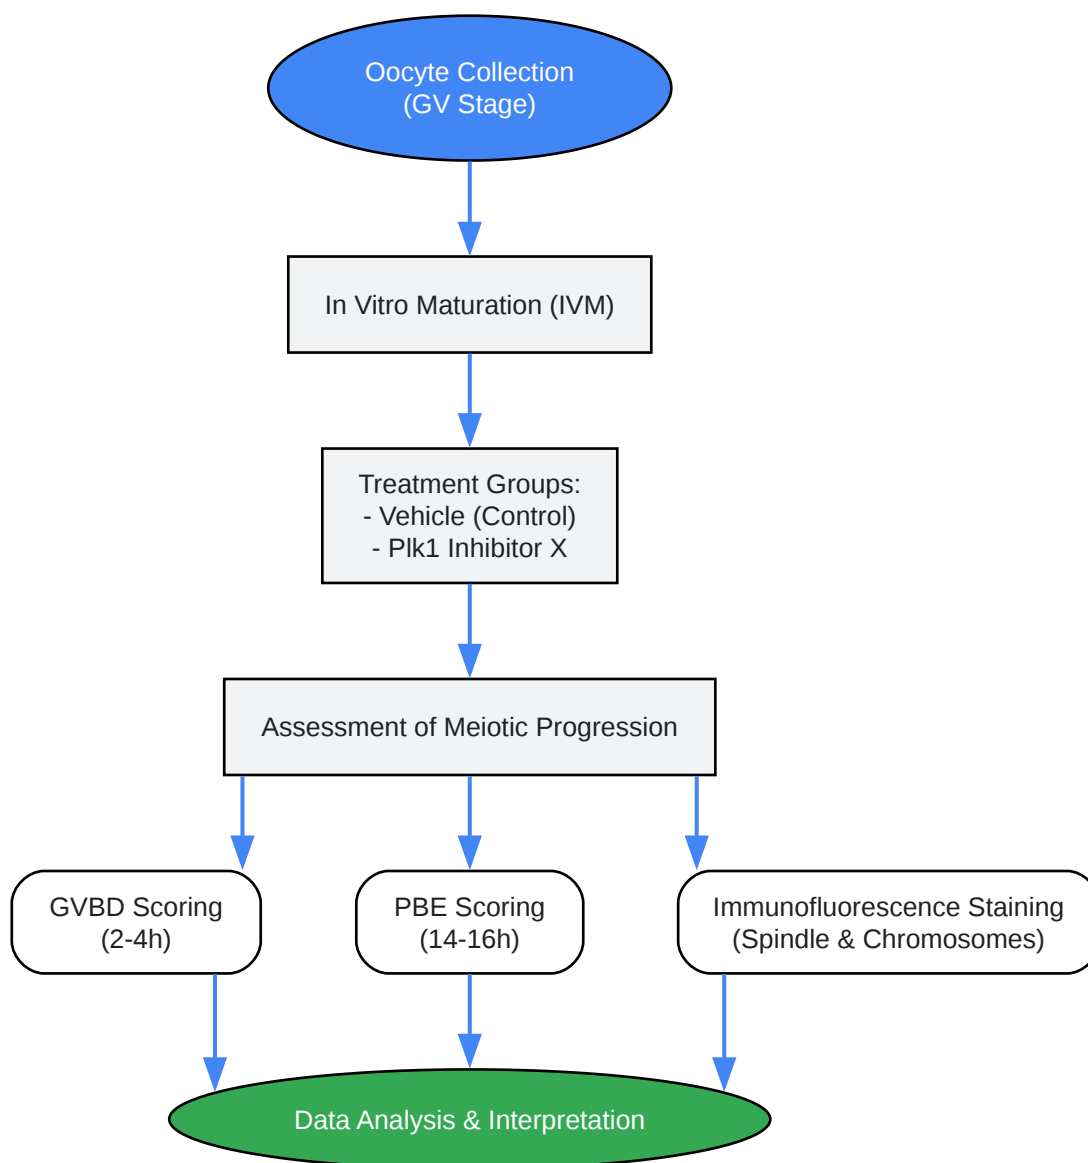 Oocyte Collection
(GV Stage)
In Vitro Maturation (IVM)
Treatment Groups:
- Vehicle (Control)
- Plk1 Inhibitor X
Assessment of Meiotic Progression
GVBD Scoring
(2-4h)
PBE Scoring
(14-16h)
Immunofluorescence Staining
(Spindle & Chromosomes)
Data Analysis & Interpretation